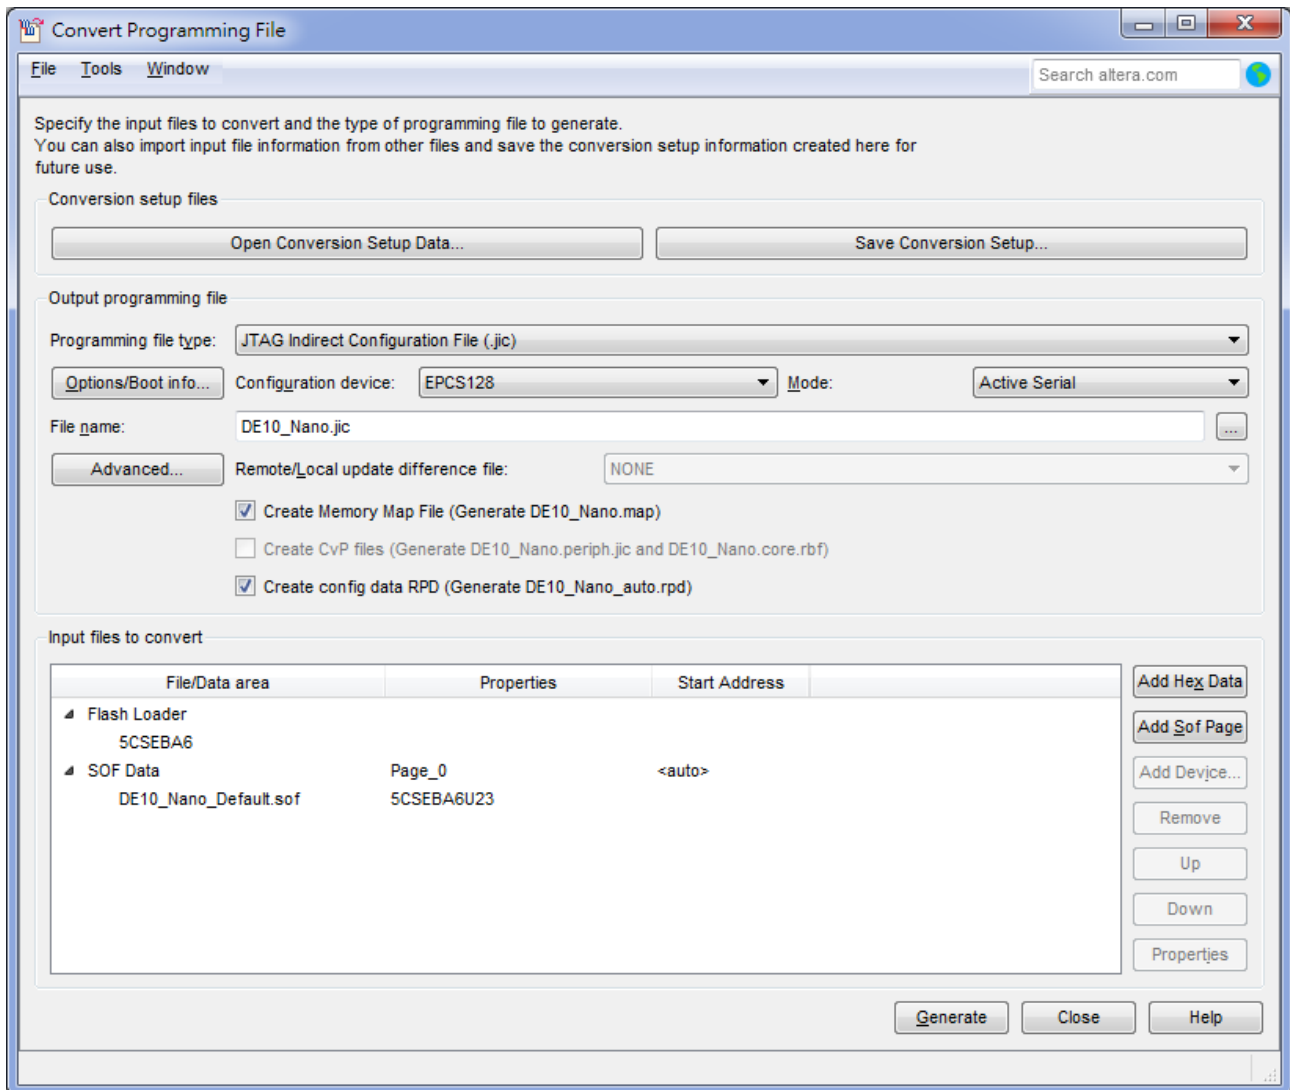 Convert Programming File
File Tools Window
Search altera.com
Specify the input files to convert and the type of programming file to generate.
You can also import input file information from other files and save the conversion setup information created here for
future use.
Conversion setup files
Open Conversion Setup Data... Save Conversion Setup...
Output programming file
Programming file type: JTAG Indirect Configuration File (.jic)
Options/Boot info... Configuration device: EPCS128 Mode: Active Serial
File name: DE10_Nano.jic ...
Advanced... Remote/Local update difference file: NONE
Create Memory Map File (Generate DE10_Nano.map)
Create CvP files (Generate DE10_Nano.periph.jic and DE10_Nano.core.rbf)
Create config data RPD (Generate DE10_Nano_auto.rpd)
Input files to convert
File/Data area Properties Start Address
Flash Loader
5CSEBA6
SOF Data Page_0 <auto>
DE10_Nano_Default.sof 5CSEBA6U23
Add Hex Data
Add Sof Page
Add Device...
Remove
Up
Down
Properties
Generate Close Help